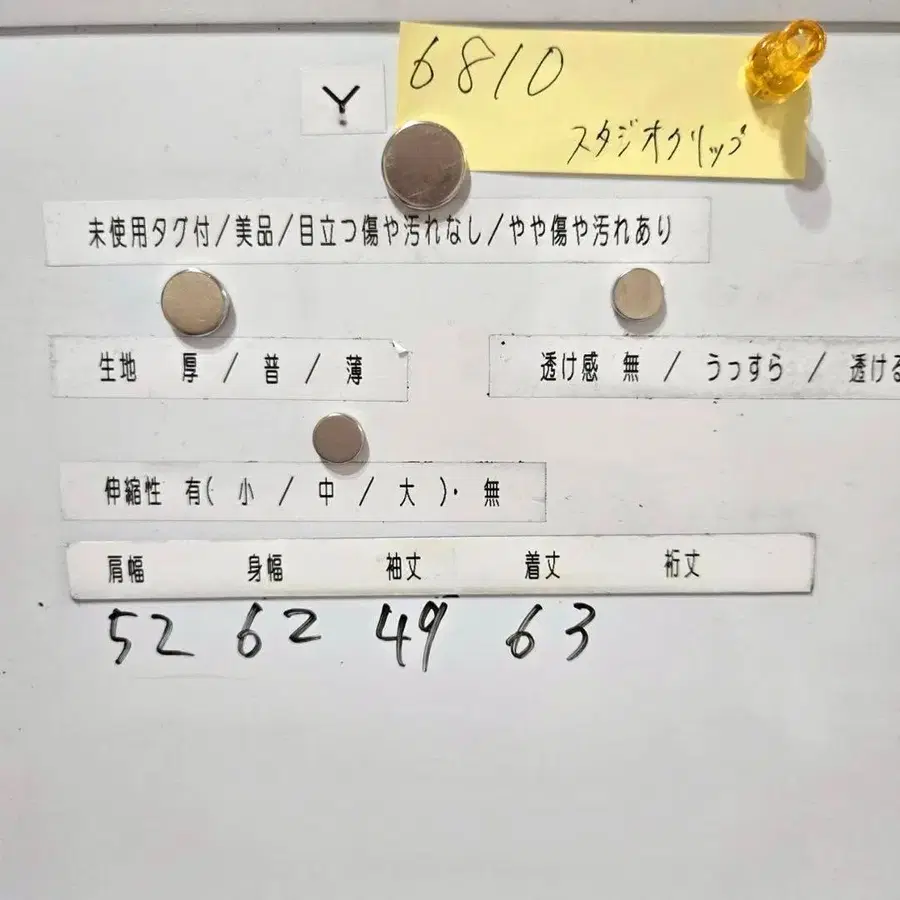 6810
Y
スタジオクリップ
未使用タグ付/美品/目立つ傷や汚れなし/やや傷や汚れあり
生地 厚 / 普 / 薄
透け感 無 / うっすら / 透ける
伸縮性 有( 小 / 中 / 大 )・ 無
肩幅 身幅 袖丈 着丈 裄丈
52 62 49 63